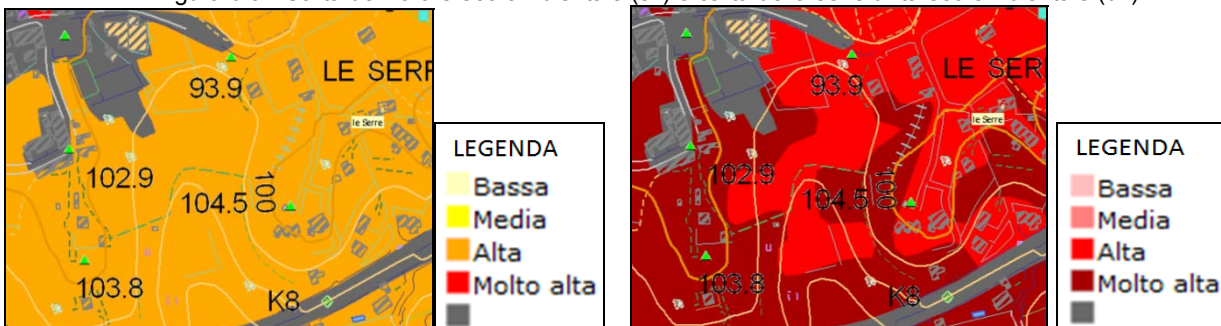 LE SERR
93.9
le Serre
102.9
104.5
100
103.8
K8
LEGENDA
Bassa
Media
Alta
Molto alta
LE SER
93.9
le Serre
102.9
104.5
100
103.8
K8
LEGENDA
Bassa
Media
Alta
Molto alta